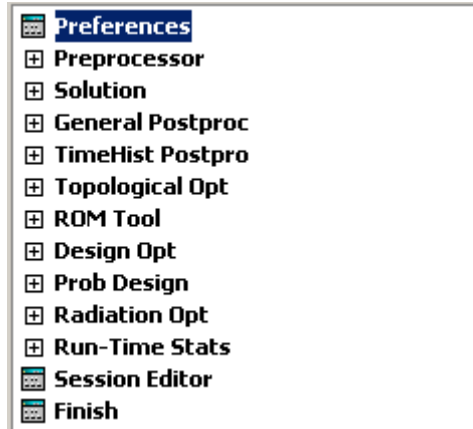 Preferences
Preprocessor
Solution
General Postproc
TimeHist Postpro
Topological Opt
ROM Tool
Design Opt
Prob Design
Radiation Opt
Run-Time Stats
Session Editor
Finish